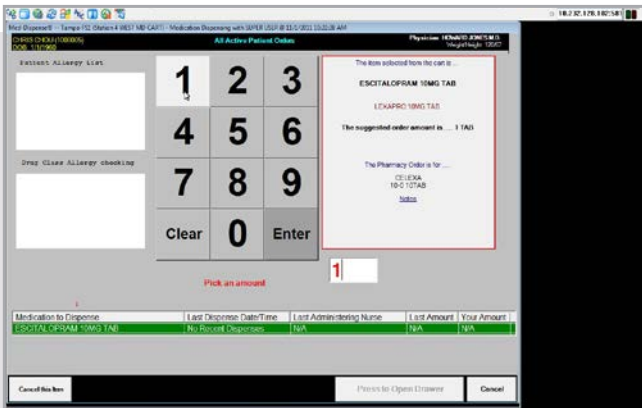 10.232.128.102:5$1
Med-Dispense® - Tampa FSI (Station 4 WEST MB-CART) - Medication Dispensing with SUPER USER @ 11/1/2011 10:21:28 AM
CHRIS CHOU (1000005)
DOB: 1/1/1960
All Active Patient Orders
Physician: HOWARD JONES M.D.
Weight/Height: 120/67
Patient Allergy List
Drug Class Allergy checking
1 2 3
4 5 6
7 8 9
Clear 0 Enter
The item selected from the cart is ...
ESCITALOPRAM 10MG TAB
LEXAPRO 10MG TAB
The suggested order amount is .... 1 TAB
The Pharmacy Order is for ....
CELEXA
10-0 10TAB
Notes
1
Pick an amount
Medication to Dispense Last Dispense Date/Time Last Administering Nurse Last Amount Your Amount
ESCITALOPRAM 10MG TAB No Recent Dispenses N/A N/A N/A
Cancel this Item
Press to Open Drawer
Cancel